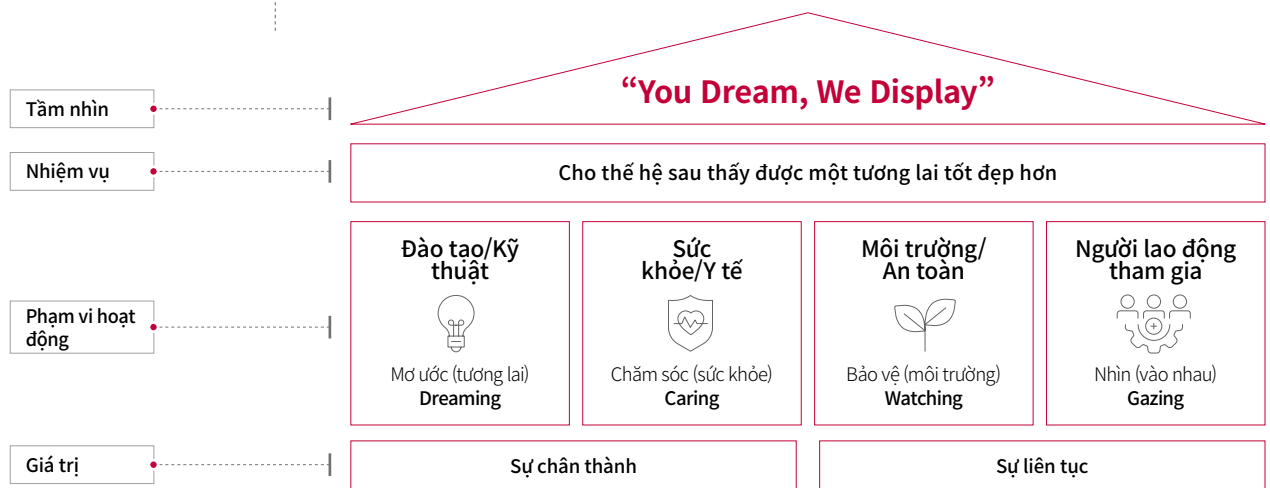 Tầm nhìn
“You Dream, We Display”
Nhiệm vụ
Cho thế hệ sau thấy được một tương lai tốt đẹp hơn
Phạm vi hoạt
động
Đào tạo/Kỹ
thuật
Mơ ước (tương lai)
Dreaming
Sức
khỏe/Y tế
Chăm sóc (sức khỏe)
Caring
Môi trường/
An toàn
Bảo vệ (môi trường)
Watching
Người lao động
tham gia
Nhìn (vào nhau)
Gazing
Giá trị
Sự chân thành
Sự liên tục